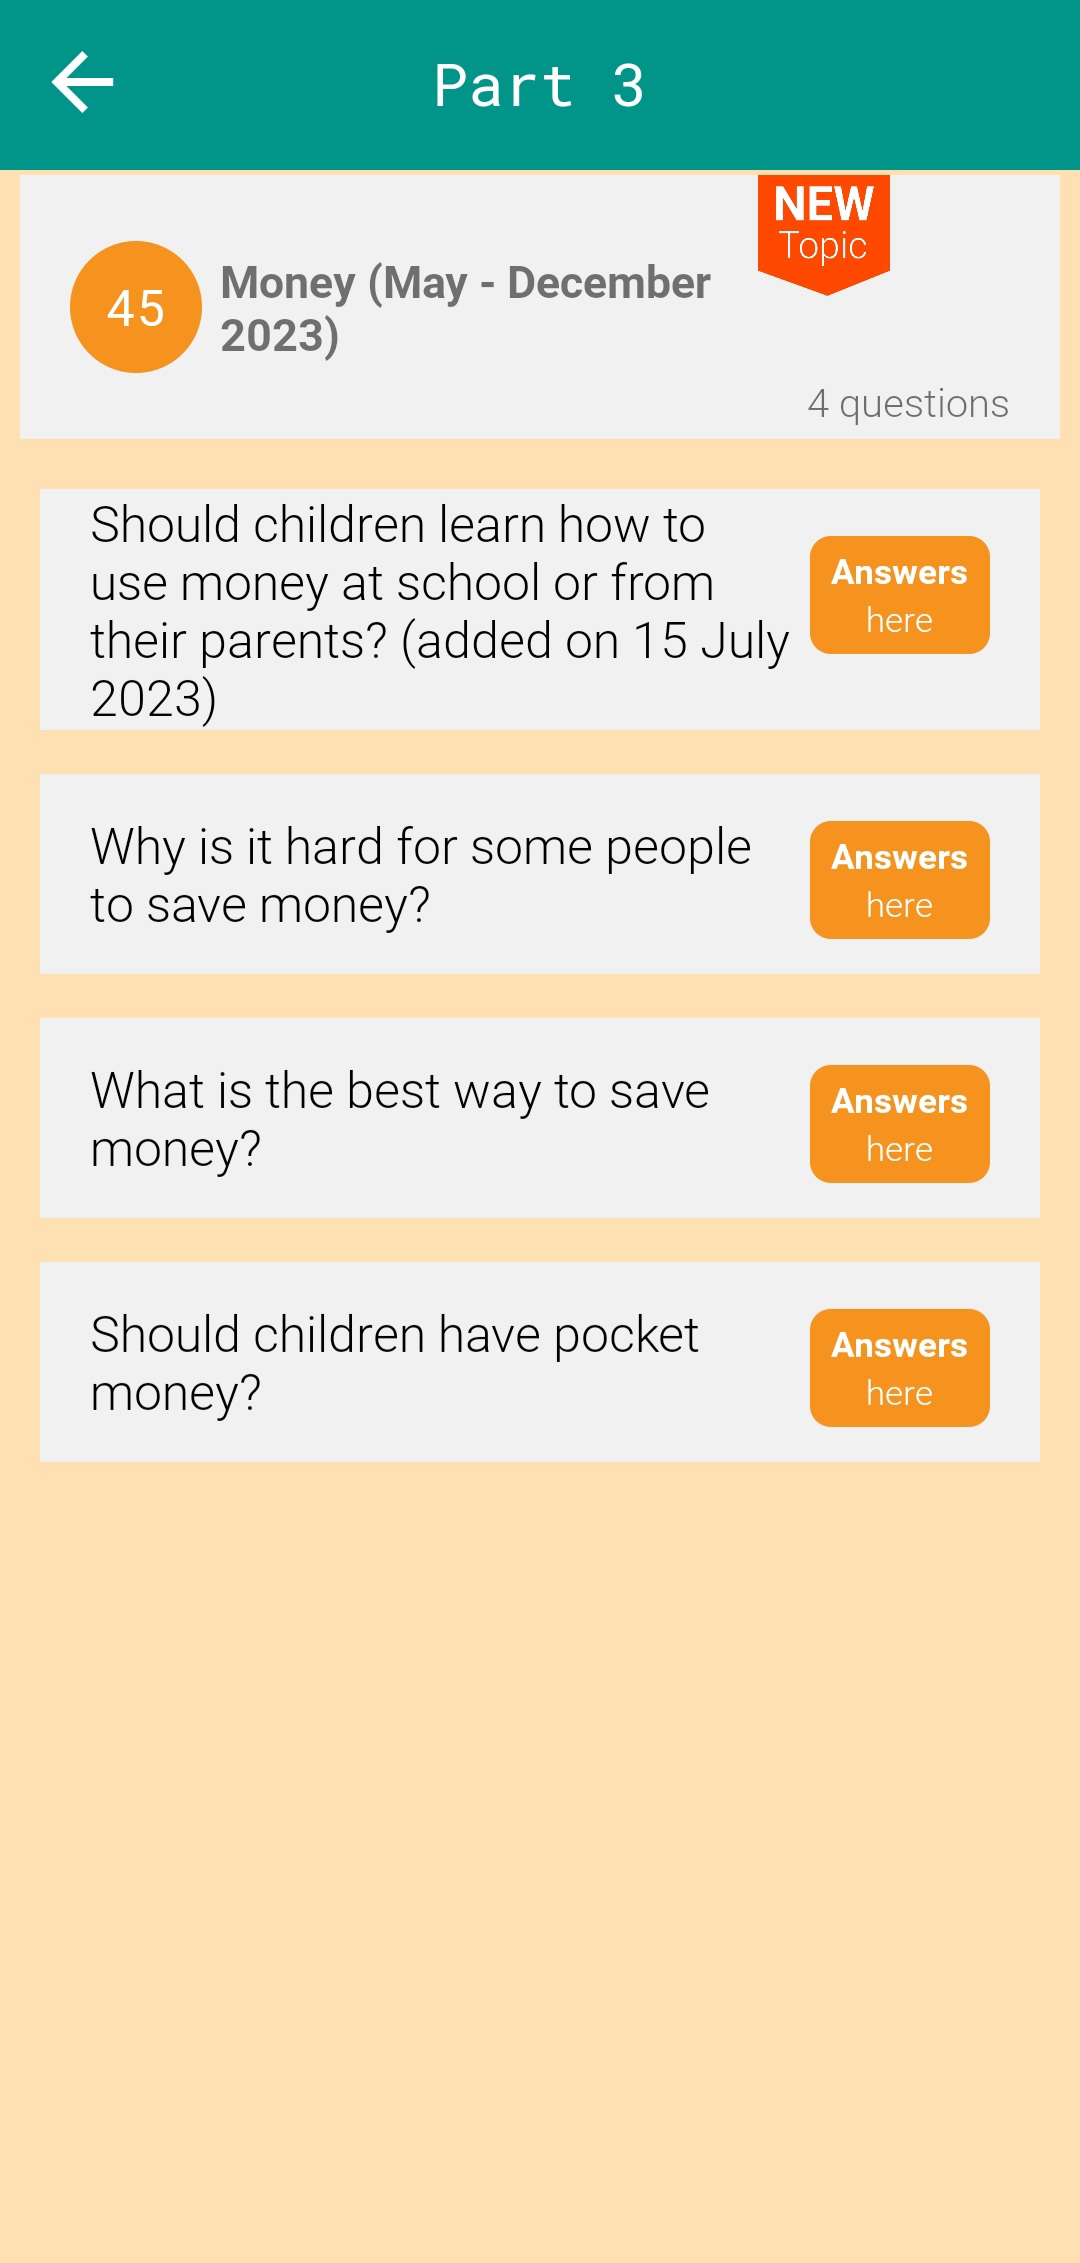 Part 3
NEW
Topic
45
Money (May - December
2023)
4 questions
Should children learn how to
use money at school or from
their parents? (added on 15 July
2023)
Answers
here
Why is it hard for some people
to save money?
Answers
here
What is the best way to save
money?
Answers
here
Should children have pocket
money?
Answers
here